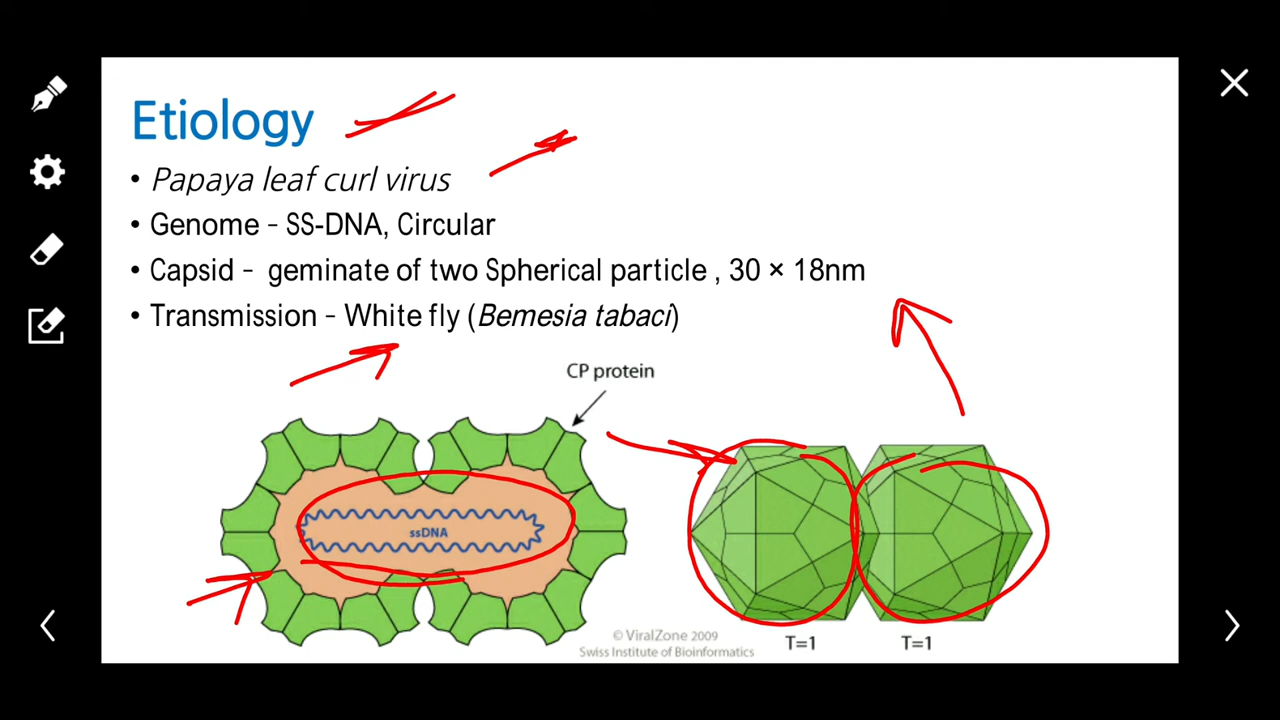 Etiology
• Papaya leaf curl virus
• Genome - SS-DNA, Circular
• Capsid - geminate of two Spherical particle , 30 × 18nm
• Transmission - White fly (Bemesia tabaci)
CP protein
ssDNA
© ViralZone 2009
Swiss Institute of Bioinformatics
T=1 T=1